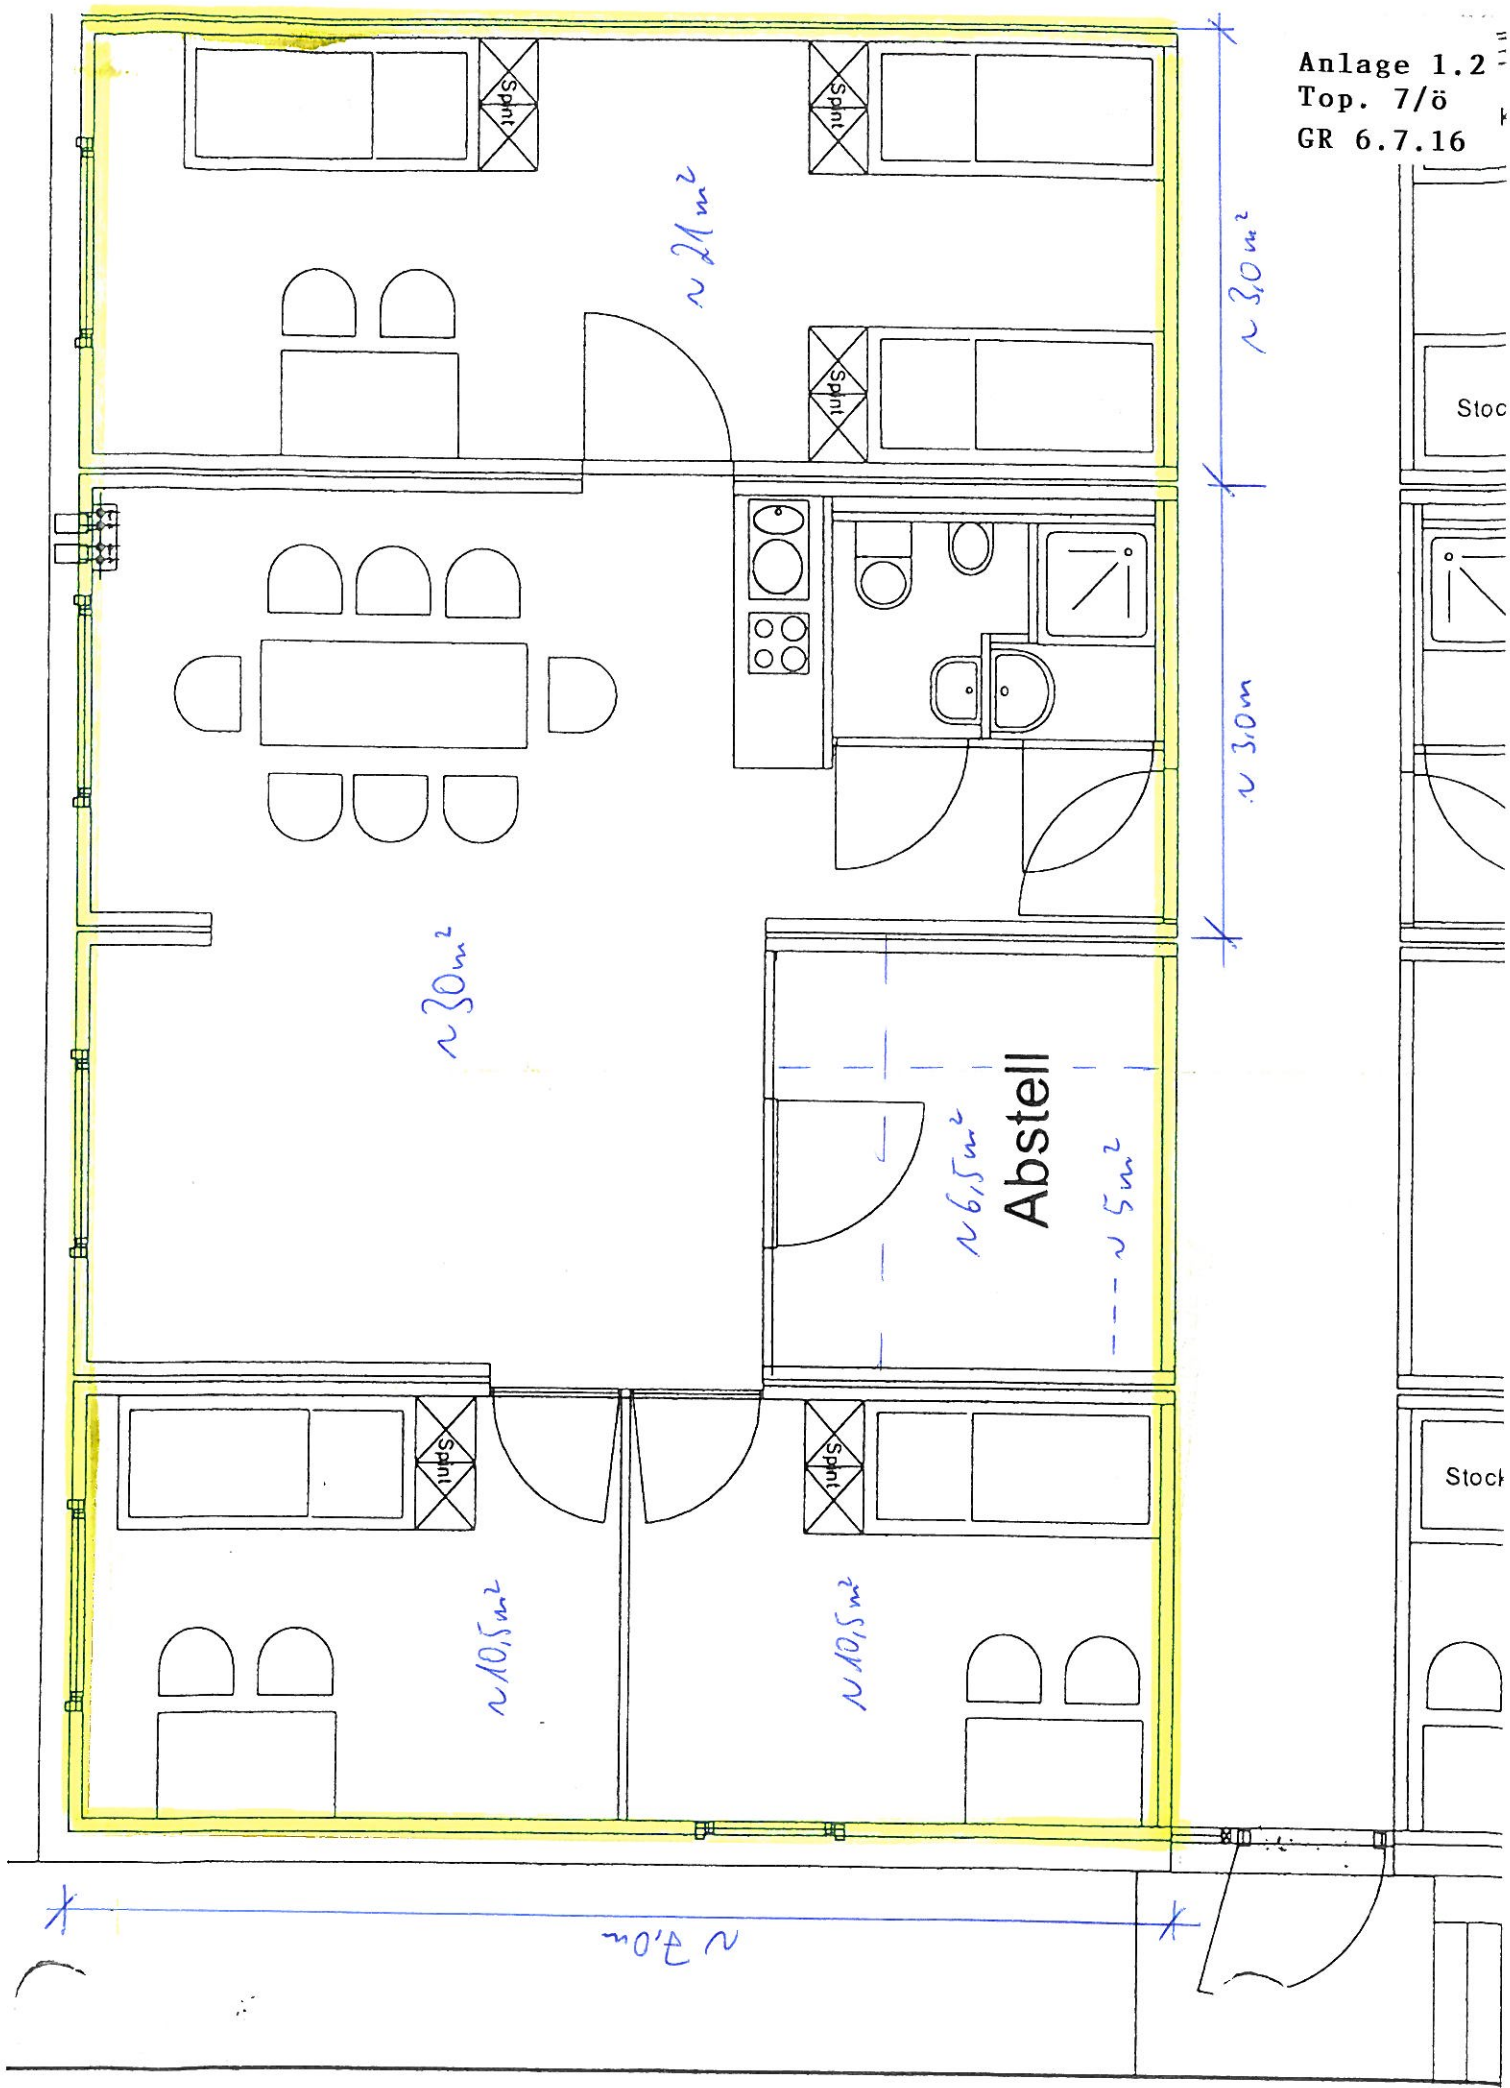 Anlage 1.2
Top. 7/ö
GR 6.7.16
Spint
Spint
~ 21 m²
~ 3,0 m²
Spint
Stoc
~ 3,0 m
~ 30 m²
Abstell
~ 6,5 m²
~ 5 m²
Spint
Spint
Stock
~ 10,5 m²
~ 10,5 m²
~ 7,0 m